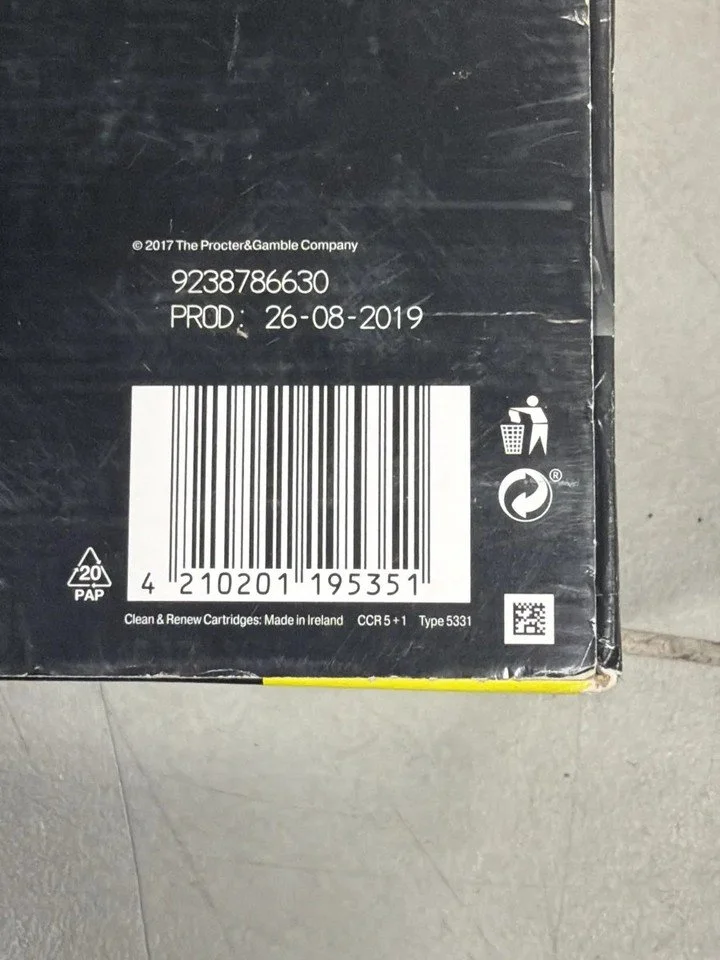 © 2017 The Procter&Gamble Company
9238786630
PROD: 26-08-2019
®
4 210201 195351
20
PAP
Clean & Renew Cartridges: Made in Ireland CCR 5 + 1 Type 5331